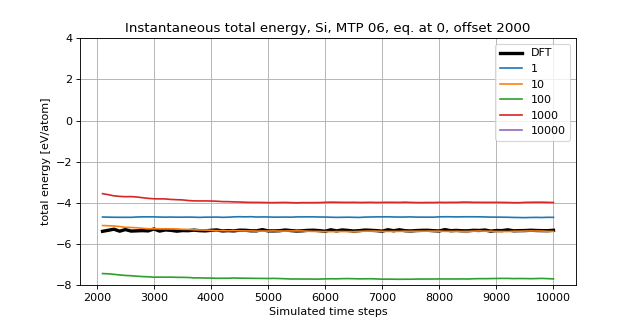 Instantaneous total energy, Si, MTP 06, eq. at 0, offset 2000
total energy [eV/atom]
4
2
0
−2
−4
−6
−8
DFT
1
10
100
1000
10000
2000 3000 4000 5000 6000 7000 8000 9000 10000
Simulated time steps